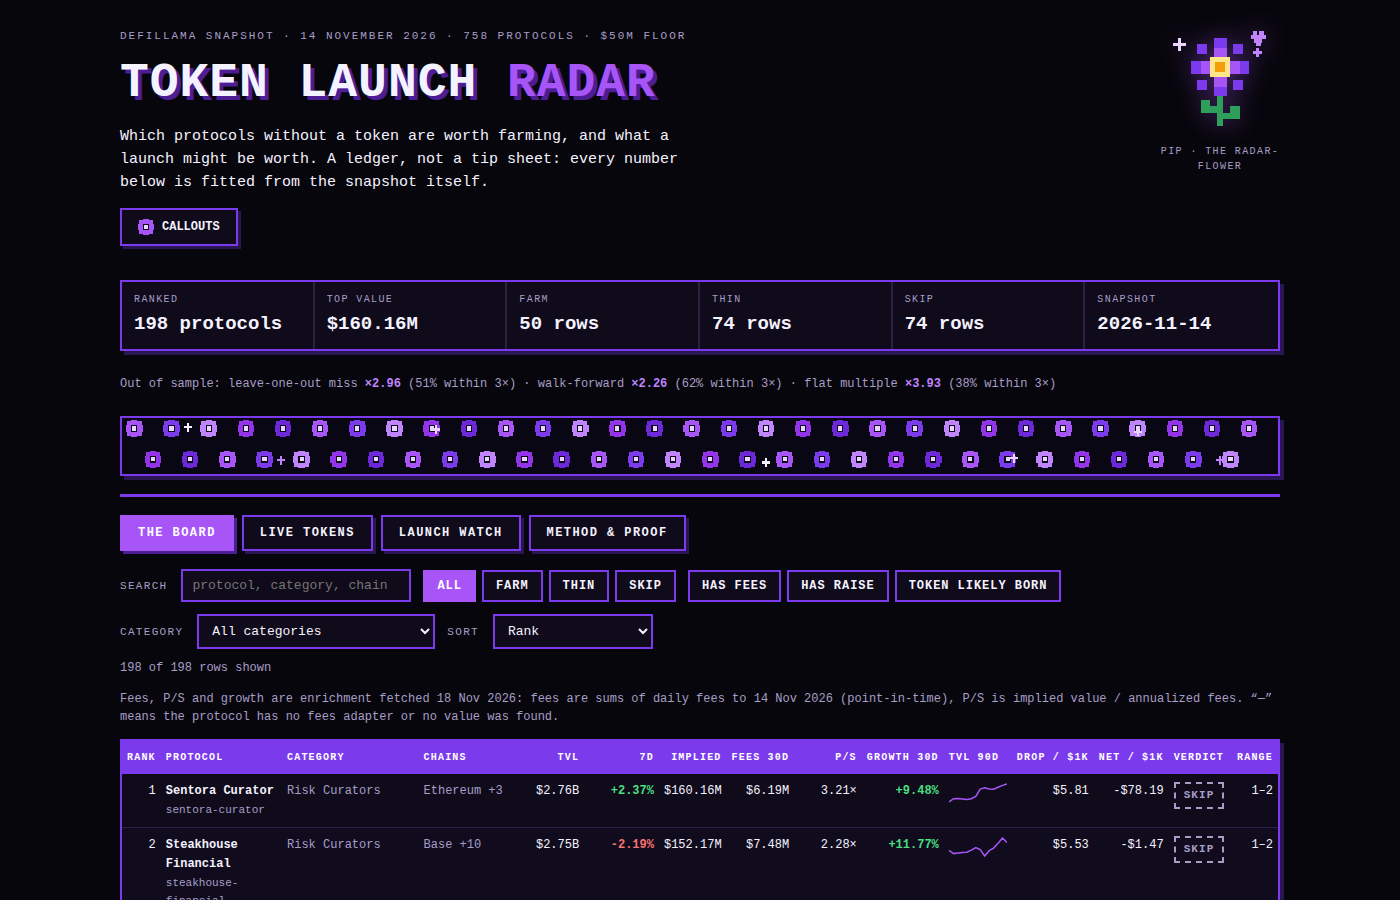 DEFILLAMA SNAPSHOT · 14 NOVEMBER 2026 · 758 PROTOCOLS · $50M FLOOR
TOKEN LAUNCH RADAR
Which protocols without a token are worth farming, and what a
launch might be worth. A ledger, not a tip sheet: every number
below is fitted from the snapshot itself.
PIP · THE RADAR-
FLOWER
CALLOUTS
RANKED TOP VALUE FARM THIN SKIP SNAPSHOT
198 protocols $160.16M 50 rows 74 rows 74 rows 2026-11-14
Out of sample: leave-one-out miss ×2.96 (51% within 3×) · walk-forward ×2.26 (62% within 3×) · flat multiple ×3.93 (38% within 3×)
THE BOARD LIVE TOKENS LAUNCH WATCH METHOD & PROOF
SEARCH protocol, category, chain ALL FARM THIN SKIP HAS FEES HAS RAISE TOKEN LIKELY BORN
CATEGORY All categories SORT Rank
198 of 198 rows shown
Fees, P/S and growth are enrichment fetched 18 Nov 2026: fees are sums of daily fees to 14 Nov 2026 (point-in-time), P/S is implied value / annualized fees. “—”
means the protocol has no fees adapter or no value was found.
RANK PROTOCOL CATEGORY CHAINS TVL 7D IMPLIED FEES 30D P/S GROWTH 30D TVL 90D DROP / $1K NET / $1K VERDICT RANGE
1 Sentora Curator Risk Curators Ethereum +3 $2.76B +2.37% $160.16M $6.19M 3.21× +9.48% $5.81 -$78.19 SKIP 1–2
sentora-curator
2 Steakhouse Risk Curators Base +10 $2.75B -2.19% $152.17M $7.48M 2.28× +11.77% $5.53 -$1.47 SKIP 1–2
Financial
steakhouse-
financial